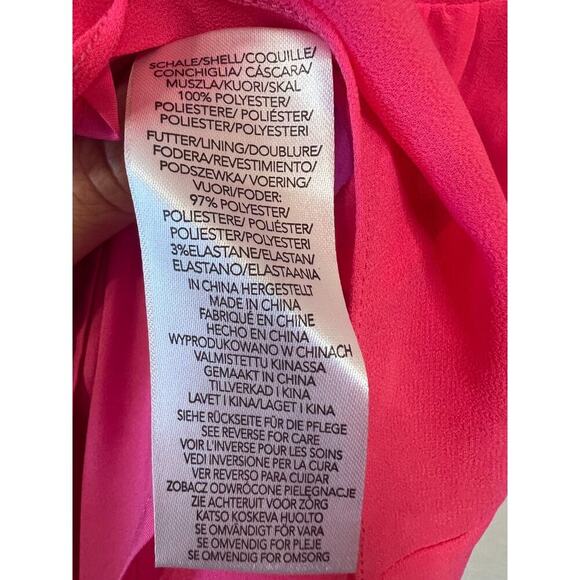 SCHALE/SHELL/COQUILLE/
CONCHIGLIA/ CÁSCARA/
MUSZLA/KUORI/SKAL
100% POLYESTER/
POLIESTERE/ POLIÉSTER/
POLIESTER/POLYESTERI
FUTTER/LINING/DOUBLURE/
FODERA/REVESTIMIENTO/
PODSZEWKA/ VOERING/
VUORI/FODER:
97% POLYESTER/
POLIESTERE/ POLIÉSTER/
POLIESTER/POLYESTERI
3%ELASTANE/ELASTAN/
ELASTANO/ELASTAANIA
IN CHINA HERGESTELLT
MADE IN CHINA
FABRIQUÉ EN CHINE
HECHO EN CHINA
WYPRODUKOWANO W CHINACH
VALMISTETTU KIINASSA
GEMAAKT IN CHINA
TILLVERKAD I KINA
LAVET I KINA/LAGET I KINA
SIEHE RÜCKSEITE FÜR DIE PFLEGE
SEE REVERSE FOR CARE
VOIR L'INVERSE POUR LES SOINS
VEDI INVERSIONE PER LA CURA
VER REVERSO PARA CUIDAR
ZOBACZ ODWRÓCONE PIELĘGNACJE
ZIE ACHTERUIT VOOR ZORG
KATSO KOSKEVA HUOLTO
SE OMVÄNDIGT FÖR VARA
SE OMVENDIG FOR PLEJE
SE OMVENDIG FOR OMSORG